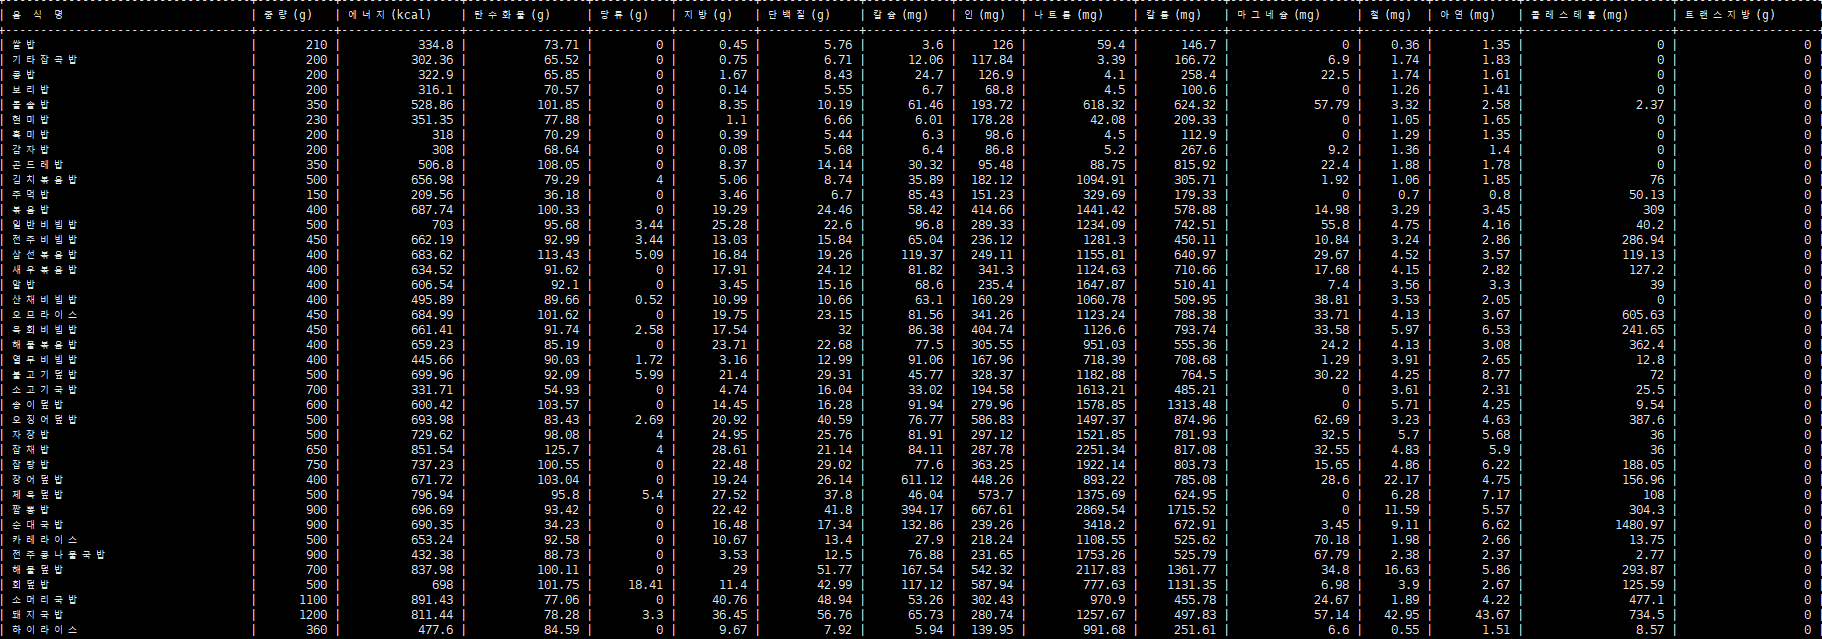 | 음 식 명 | 중량(g) | 에너지(kcal) | 탄수화물(g) | 당류(g) | 지방(g) | 단백질(g) | 칼슘(mg) | 인(mg) | 나트륨(mg) | 칼륨(mg) | 마그네슘(mg) | 철(mg) | 아연(mg) | 콜레스테롤(mg) | 트랜스지방(g) |
| 쌀밥 | 210 | 334.8 | 73.71 | 0 | 0.45 | 5.76 | 3.6 | 126 | 59.4 | 146.7 | 0 | 0.36 | 1.35 | 0 | 0 |
| 기타잡곡밥 | 200 | 302.36 | 65.52 | 0 | 0.75 | 6.71 | 12.06 | 117.84 | 3.39 | 166.72 | 6.9 | 1.74 | 1.83 | 0 | 0 |
| 콩밥 | 200 | 322.9 | 65.85 | 0 | 1.67 | 8.43 | 24.7 | 126.9 | 4.1 | 258.4 | 22.5 | 1.74 | 1.61 | 0 | 0 |
| 보리밥 | 200 | 316.1 | 70.57 | 0 | 0.14 | 5.55 | 6.7 | 68.8 | 4.5 | 100.6 | 0 | 1.26 | 1.41 | 0 | 0 |
| 돌솥밥 | 350 | 528.86 | 101.85 | 0 | 8.35 | 10.19 | 61.46 | 193.72 | 618.32 | 624.32 | 57.79 | 3.32 | 2.58 | 2.37 | 0 |
| 현미밥 | 230 | 351.35 | 77.88 | 0 | 1.1 | 6.66 | 6.01 | 178.28 | 42.08 | 209.33 | 0 | 1.05 | 1.65 | 0 | 0 |
| 흑미밥 | 200 | 318 | 70.29 | 0 | 0.39 | 5.44 | 6.3 | 98.6 | 4.5 | 112.9 | 0 | 1.29 | 1.35 | 0 | 0 |
| 감자밥 | 200 | 308 | 68.64 | 0 | 0.08 | 5.68 | 6.4 | 86.8 | 5.2 | 267.6 | 9.2 | 1.36 | 1.4 | 0 | 0 |
| 곤드레밥 | 350 | 506.8 | 108.05 | 0 | 8.37 | 14.14 | 30.32 | 95.48 | 88.75 | 815.92 | 22.4 | 1.88 | 1.78 | 0 | 0 |
| 김치볶음밥 | 500 | 656.98 | 79.29 | 4 | 5.06 | 8.74 | 35.89 | 182.12 | 1094.91 | 305.71 | 1.92 | 1.06 | 1.85 | 76 | 0 |
| 주먹밥 | 150 | 209.56 | 36.18 | 0 | 3.46 | 6.7 | 85.43 | 151.23 | 329.69 | 179.33 | 0 | 0.7 | 0.8 | 50.13 | 0 |
| 볶음밥 | 400 | 687.74 | 100.33 | 0 | 19.29 | 24.46 | 58.42 | 414.66 | 1441.42 | 578.88 | 14.98 | 3.29 | 3.45 | 309 | 0 |
| 일반비빔밥 | 500 | 703 | 95.68 | 3.44 | 25.28 | 22.6 | 96.8 | 289.33 | 1234.09 | 742.51 | 55.8 | 4.75 | 4.16 | 40.2 | 0 |
| 전주비빔밥 | 450 | 662.19 | 92.99 | 3.44 | 13.03 | 15.84 | 65.04 | 236.12 | 1281.3 | 450.11 | 10.84 | 3.24 | 2.86 | 286.94 | 0 |
| 삼선볶음밥 | 400 | 683.62 | 113.43 | 5.09 | 16.84 | 19.26 | 119.37 | 249.11 | 1155.81 | 640.97 | 29.67 | 4.52 | 3.57 | 119.13 | 0 |
| 새우볶음밥 | 400 | 634.52 | 91.62 | 0 | 17.91 | 24.12 | 81.82 | 341.3 | 1124.63 | 710.66 | 17.68 | 4.15 | 2.82 | 127.2 | 0 |
| 알밥 | 400 | 606.54 | 92.1 | 0 | 3.45 | 15.16 | 68.6 | 235.4 | 1647.87 | 510.41 | 7.4 | 3.56 | 3.3 | 39 | 0 |
| 산채비빔밥 | 400 | 495.89 | 89.66 | 0.52 | 10.99 | 10.66 | 63.1 | 160.29 | 1060.78 | 509.95 | 38.81 | 3.53 | 2.05 | 0 | 0 |
| 오므라이스 | 450 | 684.99 | 101.62 | 0 | 19.75 | 23.15 | 81.56 | 341.26 | 1123.24 | 788.38 | 33.71 | 4.13 | 3.67 | 605.63 | 0 |
| 육회비빔밥 | 450 | 661.41 | 91.74 | 2.58 | 17.54 | 32 | 86.38 | 404.74 | 1126.6 | 793.74 | 33.58 | 5.97 | 6.53 | 241.65 | 0 |
| 해물볶음밥 | 400 | 659.23 | 85.19 | 0 | 23.71 | 22.68 | 77.5 | 305.55 | 951.03 | 555.36 | 24.2 | 4.13 | 3.08 | 362.4 | 0 |
| 열무비빔밥 | 400 | 445.66 | 90.03 | 1.72 | 3.16 | 12.99 | 91.06 | 167.96 | 718.39 | 708.68 | 1.29 | 3.91 | 2.65 | 12.8 | 0 |
| 불고기덮밥 | 500 | 699.96 | 92.09 | 5.99 | 21.4 | 29.31 | 45.77 | 328.37 | 1182.88 | 764.5 | 30.22 | 4.25 | 8.77 | 72 | 0 |
| 소고기국밥 | 700 | 331.71 | 54.93 | 0 | 4.74 | 16.04 | 33.02 | 194.58 | 1613.21 | 485.21 | 0 | 3.61 | 2.31 | 25.5 | 0 |
| 송이덮밥 | 600 | 600.42 | 103.57 | 0 | 14.45 | 16.28 | 91.94 | 279.96 | 1578.85 | 1313.48 | 0 | 5.71 | 4.25 | 9.54 | 0 |
| 오징어덮밥 | 500 | 693.98 | 83.43 | 2.69 | 20.92 | 40.59 | 76.77 | 586.83 | 1497.37 | 874.96 | 62.69 | 3.23 | 4.63 | 387.6 | 0 |
| 자장밥 | 500 | 729.62 | 98.08 | 4 | 24.95 | 25.76 | 81.91 | 297.12 | 1521.85 | 781.93 | 32.5 | 5.7 | 5.68 | 36 | 0 |
| 잡채밥 | 650 | 851.54 | 125.7 | 4 | 28.61 | 21.14 | 84.11 | 287.78 | 2251.34 | 817.08 | 32.55 | 4.83 | 5.9 | 36 | 0 |
| 잡탕밥 | 750 | 737.23 | 100.55 | 0 | 22.48 | 29.02 | 77.6 | 363.25 | 1922.14 | 803.73 | 15.65 | 4.86 | 6.22 | 188.05 | 0 |
| 장어덮밥 | 400 | 671.72 | 103.04 | 0 | 19.24 | 26.14 | 611.12 | 448.26 | 893.22 | 785.08 | 28.6 | 22.17 | 4.75 | 156.96 | 0 |
| 제육덮밥 | 500 | 796.94 | 95.8 | 5.4 | 27.52 | 37.8 | 46.04 | 573.7 | 1375.69 | 624.95 | 0 | 6.28 | 7.17 | 108 | 0 |
| 짬뽕밥 | 900 | 696.69 | 93.42 | 0 | 22.42 | 41.8 | 394.17 | 667.61 | 2869.54 | 1715.52 | 0 | 11.59 | 5.57 | 304.3 | 0 |
| 순대국밥 | 900 | 690.35 | 34.23 | 0 | 16.48 | 17.34 | 132.86 | 239.26 | 3418.2 | 672.91 | 3.45 | 9.11 | 6.62 | 1480.97 | 0 |
| 카레라이스 | 500 | 653.24 | 92.58 | 0 | 10.67 | 13.4 | 27.9 | 218.24 | 1108.55 | 525.62 | 70.18 | 1.98 | 2.66 | 13.75 | 0 |
| 전주콩나물국밥 | 900 | 432.38 | 88.73 | 0 | 3.53 | 12.5 | 76.88 | 231.65 | 1753.26 | 525.79 | 67.79 | 2.38 | 2.37 | 2.77 | 0 |
| 해물덮밥 | 700 | 837.98 | 100.11 | 0 | 29 | 51.77 | 167.54 | 542.32 | 2117.83 | 1361.77 | 34.8 | 16.63 | 5.86 | 293.87 | 0 |
| 회덮밥 | 500 | 698 | 101.75 | 18.41 | 11.4 | 42.99 | 117.12 | 587.94 | 777.63 | 1131.35 | 6.98 | 3.9 | 2.67 | 125.59 | 0 |
| 소머리국밥 | 1100 | 891.43 | 77.06 | 0 | 40.76 | 48.94 | 53.26 | 302.43 | 970.9 | 455.78 | 24.67 | 1.89 | 4.22 | 477.1 | 0 |
| 돼지국밥 | 1200 | 811.44 | 78.28 | 3.3 | 36.45 | 56.76 | 65.73 | 280.74 | 1257.67 | 497.83 | 57.14 | 42.95 | 43.67 | 734.5 | 0 |
| 하이라이스 | 360 | 477.6 | 84.59 | 0 | 9.67 | 7.92 | 5.94 | 139.95 | 991.68 | 251.61 | 6.6 | 0.55 | 1.51 | 8.57 | 0 |